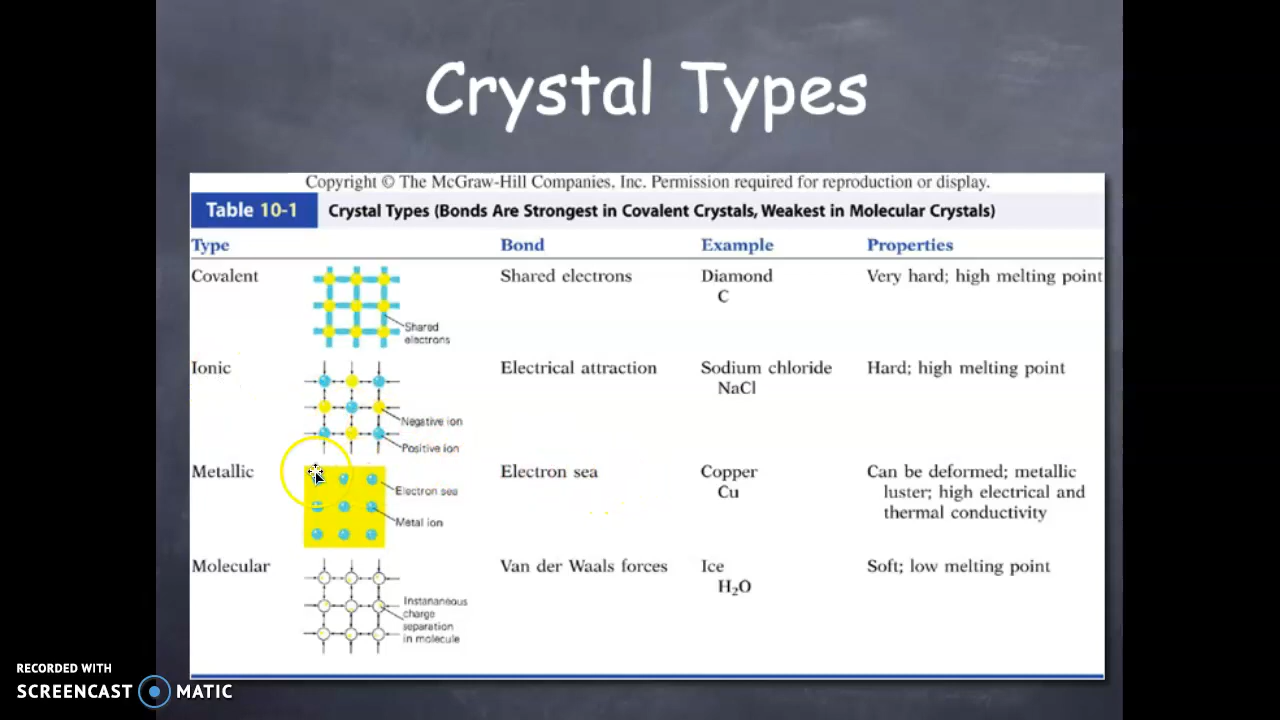 Crystal Types
Copyright © The McGraw-Hill Companies, Inc. Permission required for reproduction or display.
Table 10-1 Crystal Types (Bonds Are Strongest in Covalent Crystals, Weakest in Molecular Crystals)
Type Bond Example Properties
Covalent Shared electrons Diamond Very hard; high melting point
C
Shared
electrons
Ionic Electrical attraction Sodium chloride Hard; high melting point
NaCl
Negative ion
Positive ion
Metallic Electron sea Copper Can be deformed; metallic
Electron sea Cu luster; high electrical and
Metal ion thermal conductivity
Molecular Van der Waals forces Ice Soft; low melting point
H₂O
Instananeous
charge
separation
in molecule
RECORDED WITH
SCREENCAST MATIC